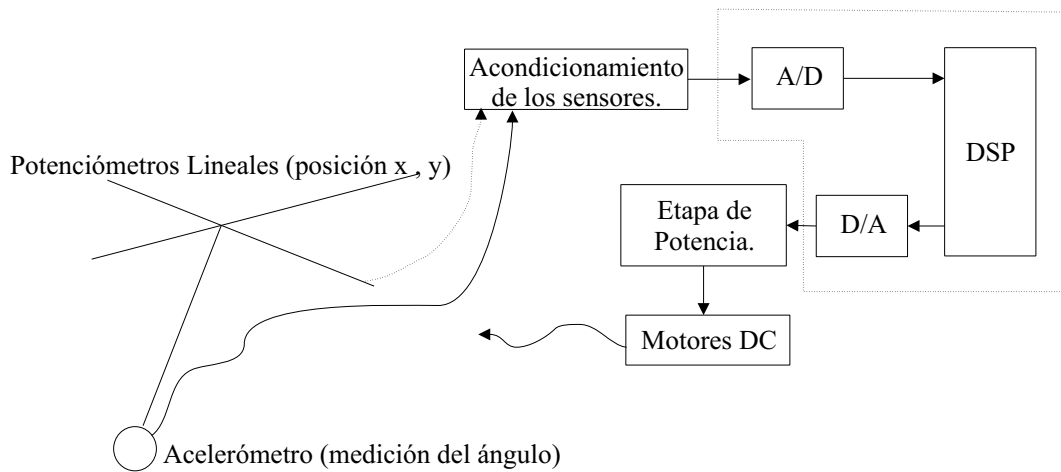 Acondicionamiento
de los sensores.
A/D
DSP
Potenciómetros Lineales (posición x , y)
Etapa de
Potencia.
D/A
Motores DC
Acelerómetro (medición del ángulo)